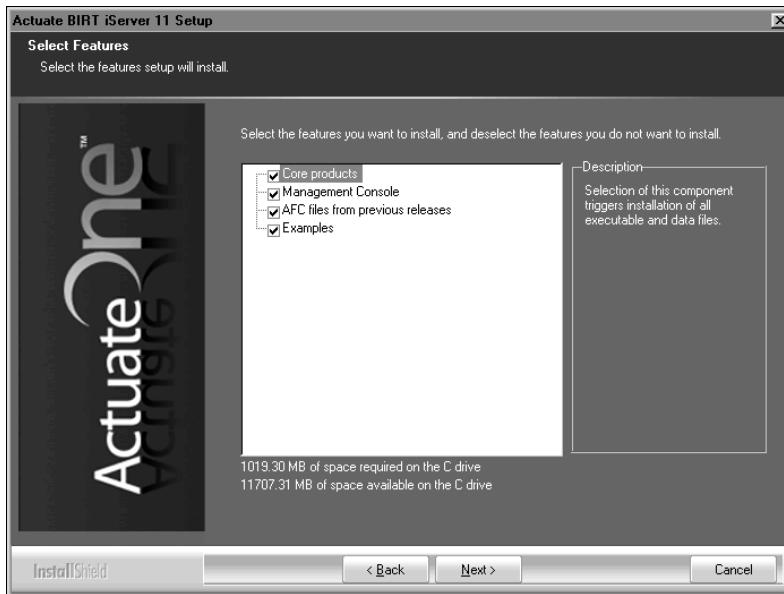 Actuate BIRT iServer 11 Setup
Select Features
Select the features setup will install.
Select the features you want to install, and deselect the features you do not want to install.
Core products
Management Console
AFC files from previous releases
Examples
Description
Selection of this component
triggers installation of all
executable and data files.
ActuateOne™
1019.30 MB of space required on the C drive
11707.31 MB of space available on the C drive
InstallShield
< Back
Next >
Cancel